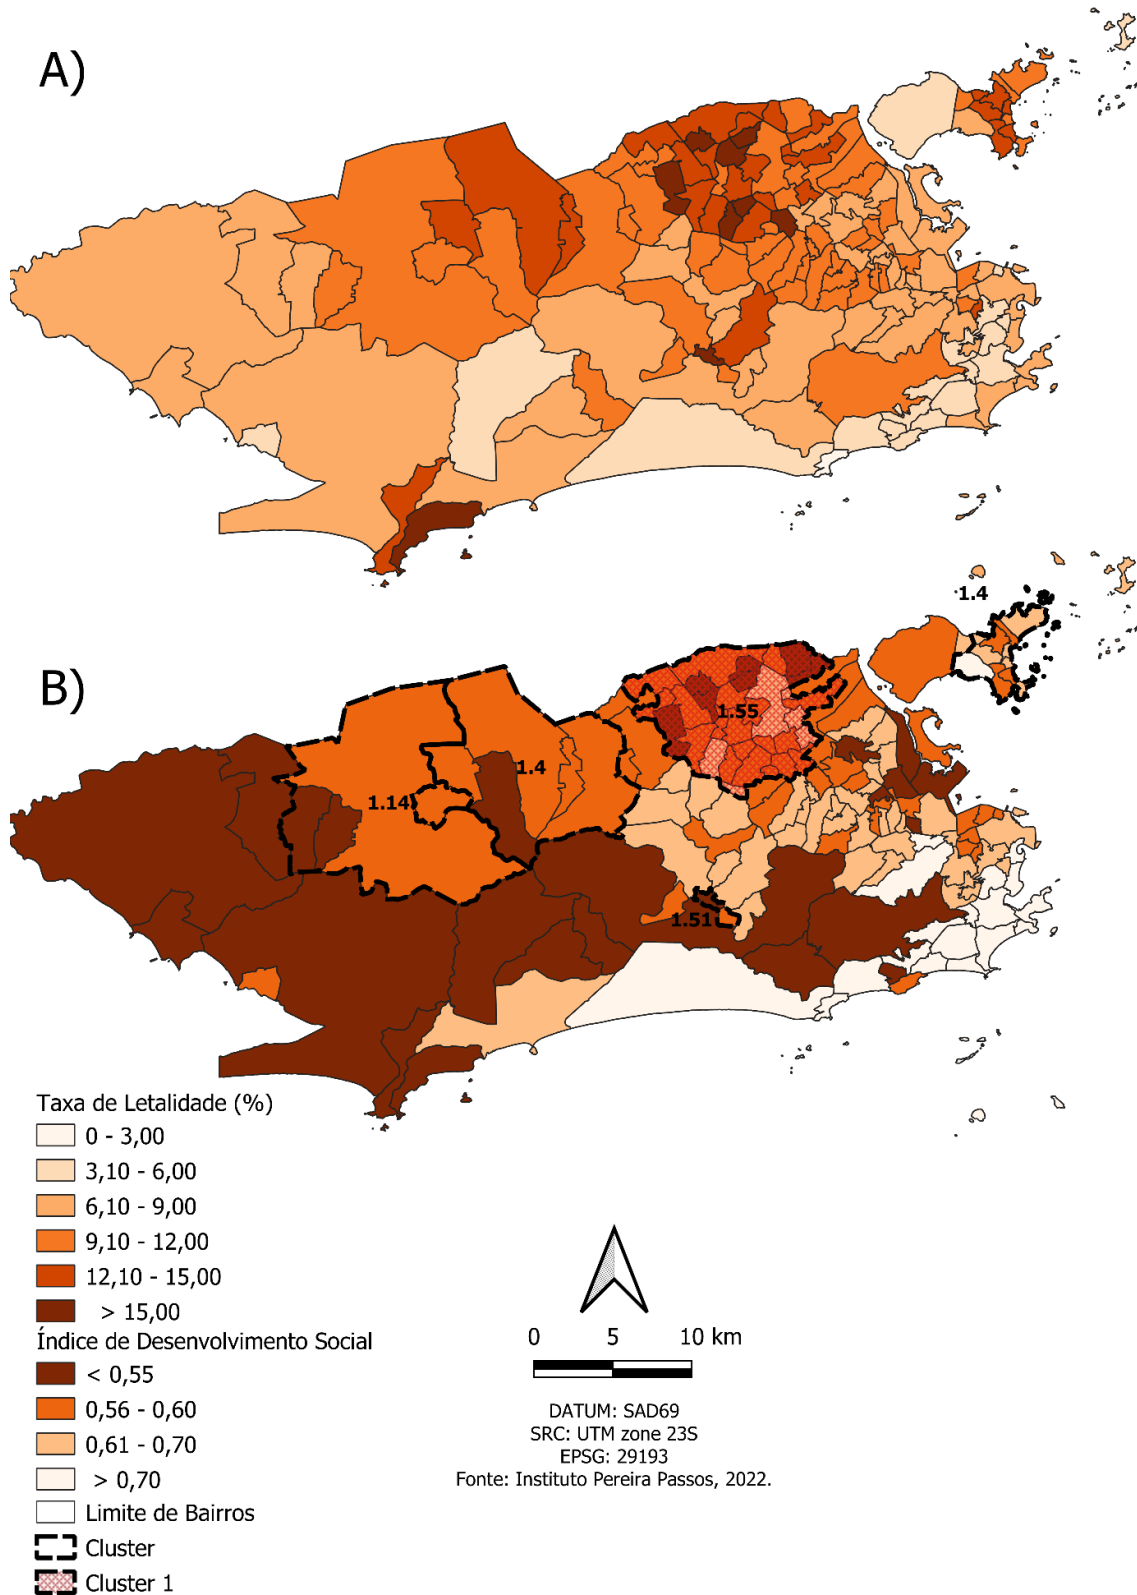 A)
1.4
B)
1.55
1.4
1.14
1.51
Taxa de Letalidade (%)
0 - 3,00
3,10 - 6,00
6,10 - 9,00
9,10 - 12,00
12,10 - 15,00
> 15,00
Índice de Desenvolvimento Social
< 0,55
0,56 - 0,60
0,61 - 0,70
> 0,70
Limite de Bairros
Cluster
Cluster 1
0 5 10 km
DATUM: SAD69
SRC: UTM zone 23S
EPSG: 29193
Fonte: Instituto Pereira Passos, 2022.